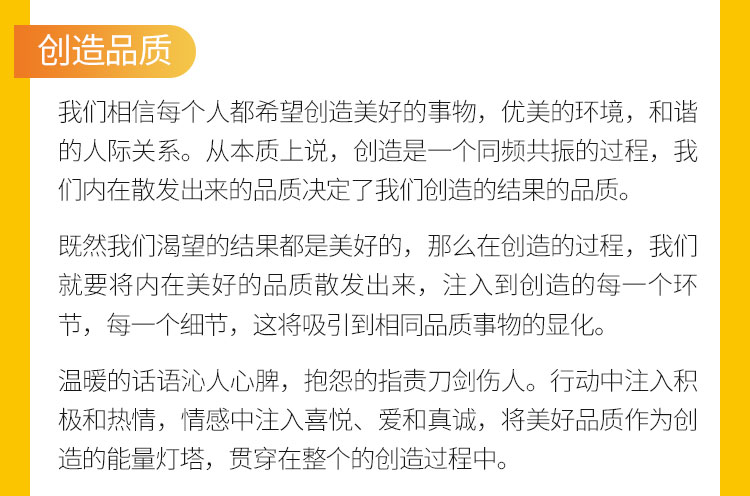 创造品质
我们相信每个人都希望创造美好的事物，优美的环境，和谐
的人际关系。从本质上说，创造是一个同频共振的过程，我
们内在散发出来的品质决定了我们创造的结果的品质。
既然我们渴望的结果都是美好的，那么在创造的过程，我们
就要将内在美好的品质散发出来，注入到创造的每一个环
节，每一个细节，这将吸引到相同品质事物的显化。
温暖的话语沁人心脾，抱怨的指责刀剑伤人。行动中注入积
极和热情，情感中注入喜悦、爱和真诚，将美好品质作为创
造的能量灯塔，贯穿在整个的创造过程中。